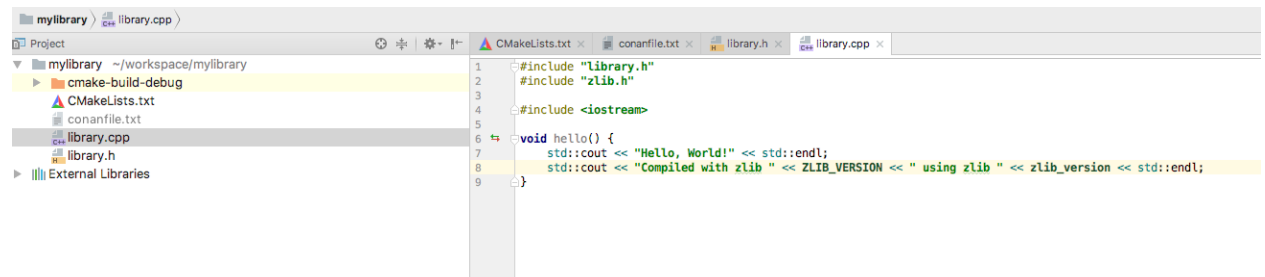 mylibrary library.cpp
Project
CMakeLists.txt conanfile.txt library.h library.cpp
mylibrary ~/workspace/mylibrary
cmake-build-debug
CMakeLists.txt
conanfile.txt
library.cpp
library.h
External Libraries
1 #include "library.h"
2 #include "zlib.h"
3
4 #include <iostream>
5
6 void hello() {
7 std::cout << "Hello, World!" << std::endl;
8 std::cout << "Compiled with zlib " << ZLIB_VERSION << " using zlib " << zlib_version << std::endl;
9 }